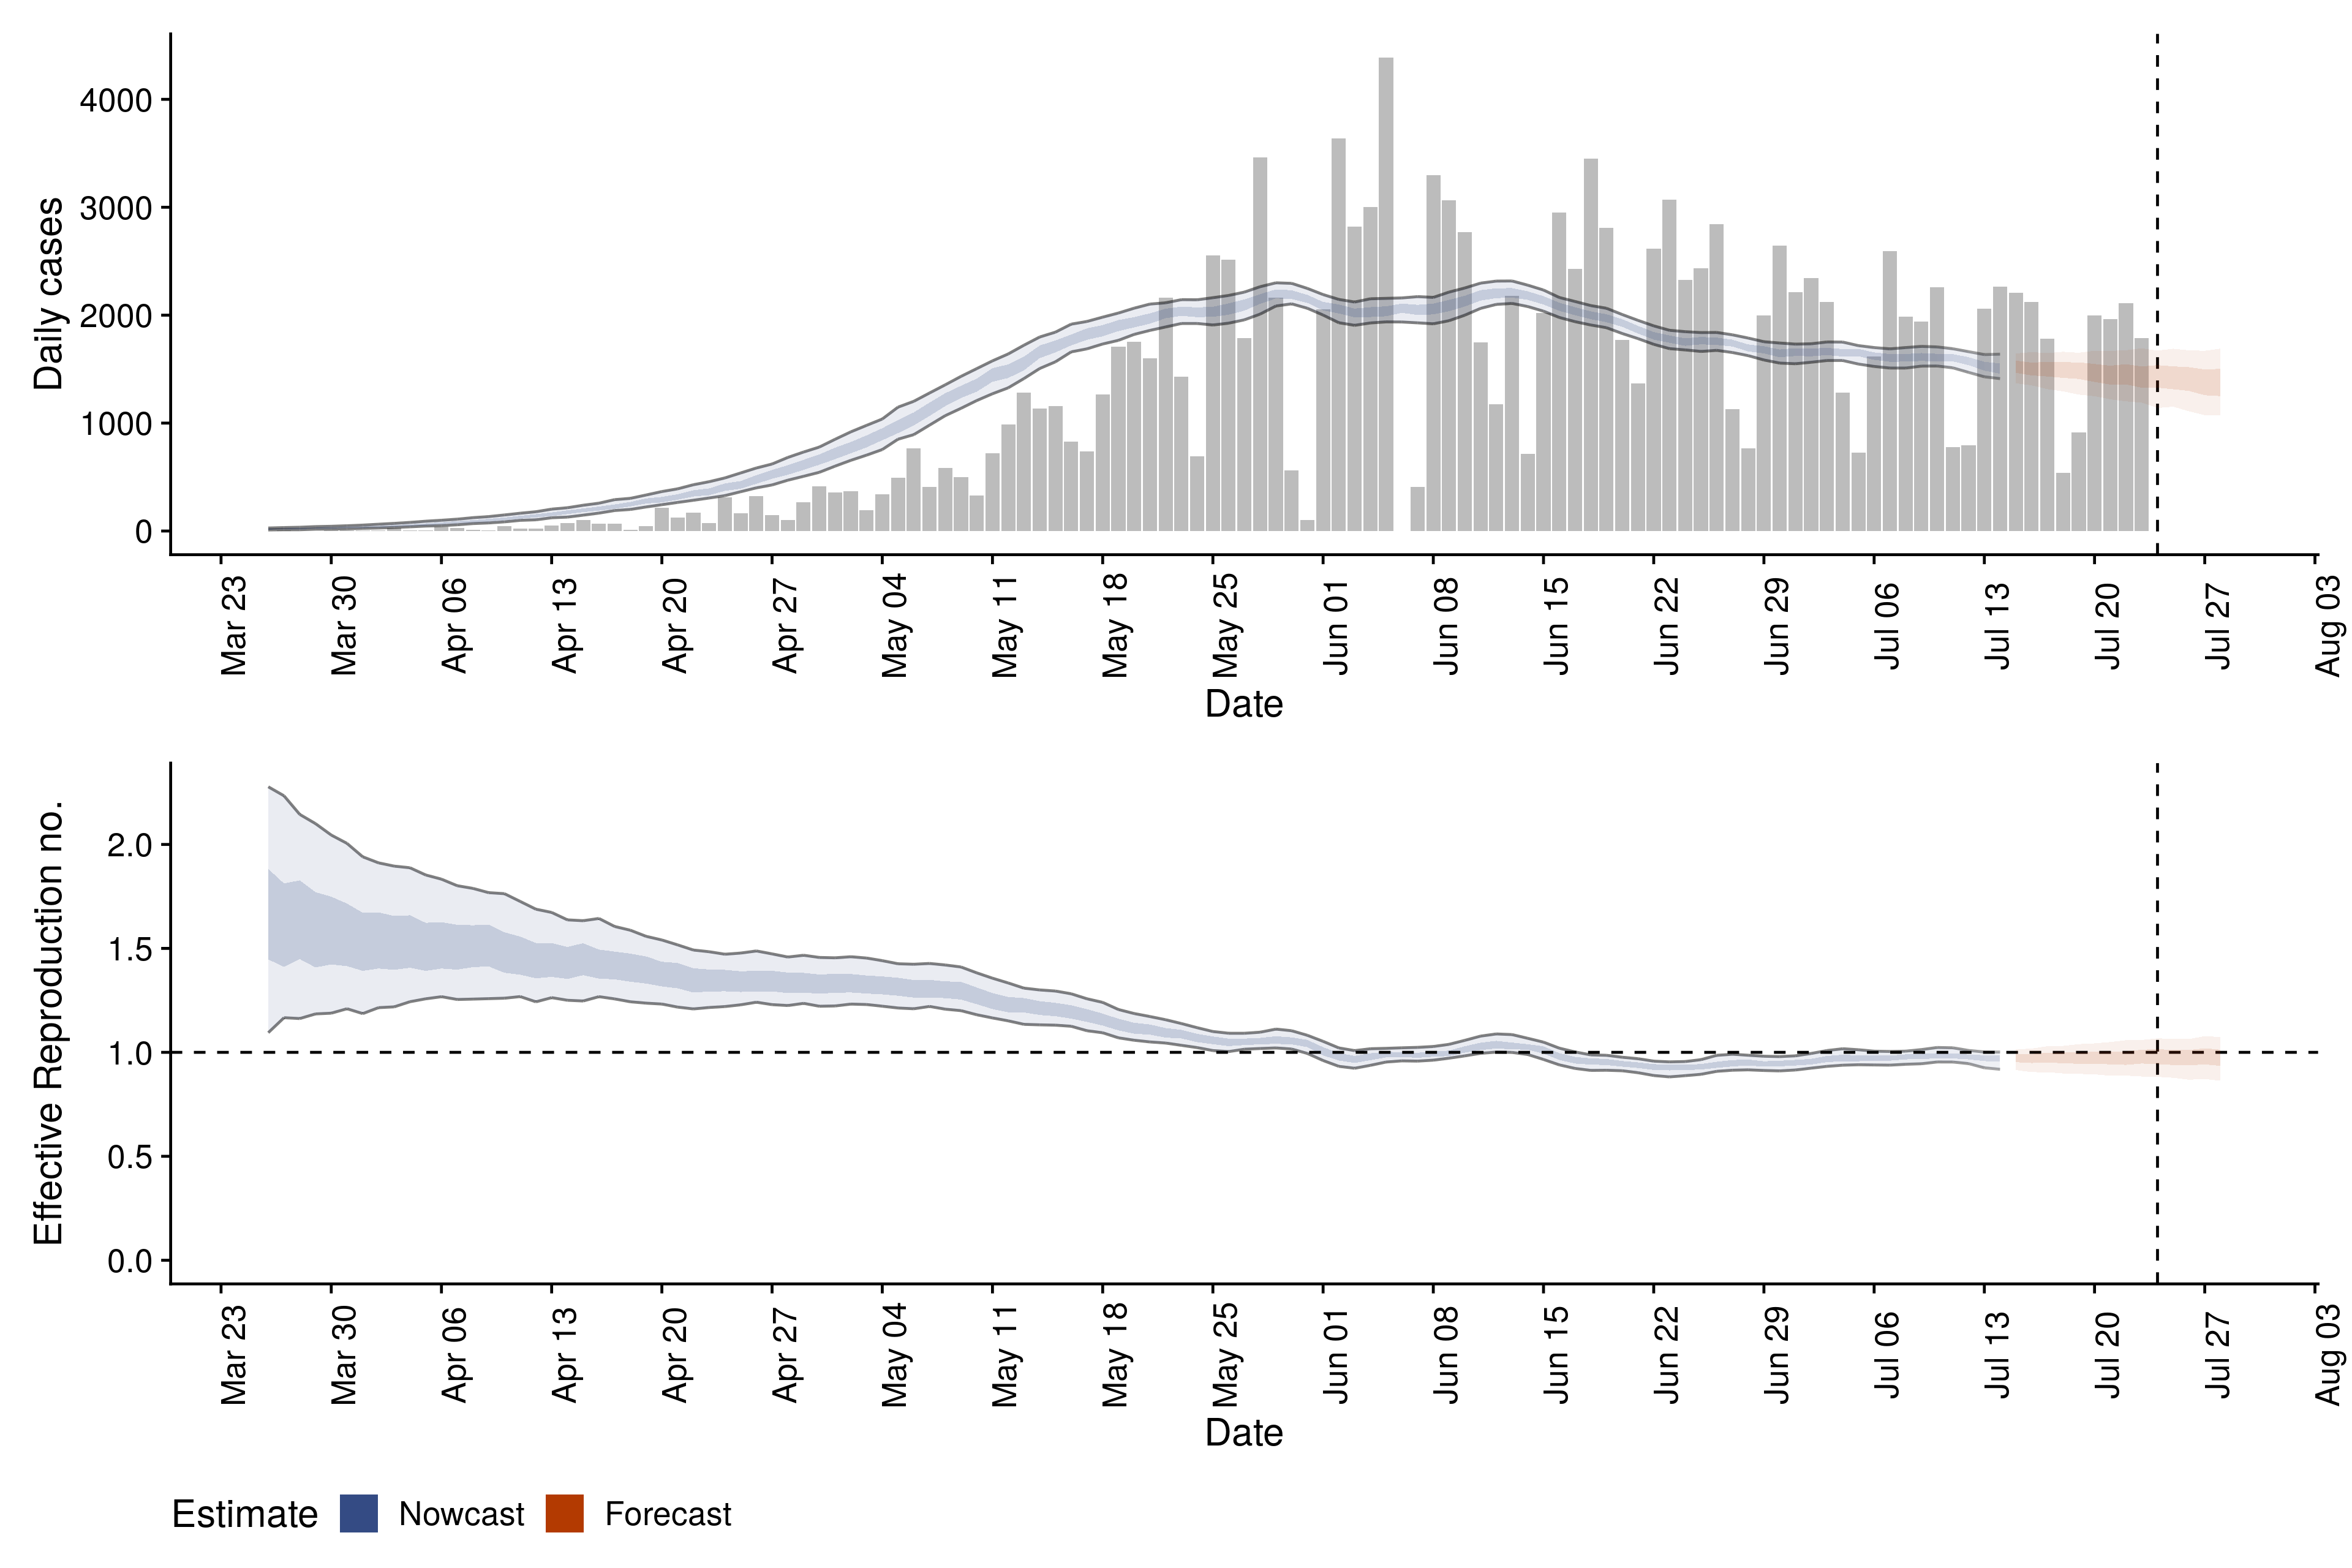 Daily cases
4000
3000
2000
1000
0
Mar 23 Mar 30 Apr 06 Apr 13 Apr 20 Apr 27 May 04 May 11 May 18 May 25 Jun 01 Jun 08 Jun 15 Jun 22 Jun 29 Jul 06 Jul 13 Jul 20 Jul 27 Aug 03
Date
Effective Reproduction no.
2.0
1.5
1.0
0.5
0.0
Mar 23 Mar 30 Apr 06 Apr 13 Apr 20 Apr 27 May 04 May 11 May 18 May 25 Jun 01 Jun 08 Jun 15 Jun 22 Jun 29 Jul 06 Jul 13 Jul 20 Jul 27 Aug 03
Date
Estimate Nowcast Forecast